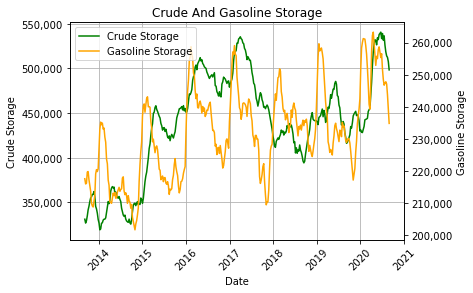 Crude And Gasoline Storage
Crude Storage
Gasoline Storage
550,000
500,000
450,000
400,000
350,000
Crude Storage
260,000
250,000
240,000
230,000
220,000
210,000
200,000
Gasoline Storage
2014 2015 2016 2017 2018 2019 2020 2021
Date